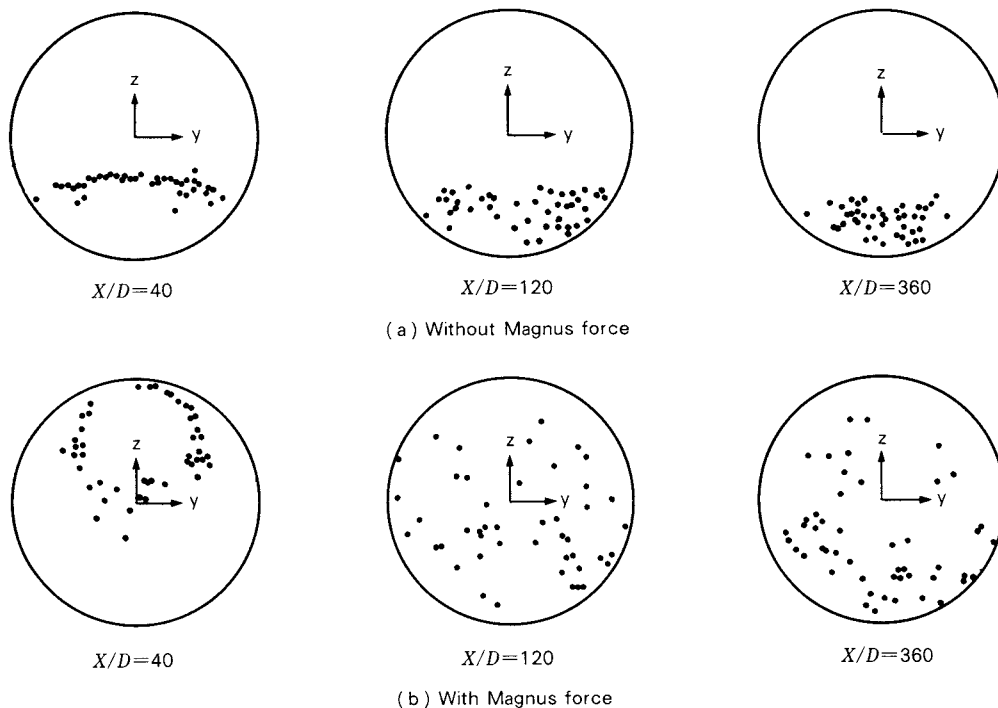 z z z
y y y
X/D=40 X/D=120 X/D=360
(a) Without Magnus force
z z z
y y y
X/D=40 X/D=120 X/D=360
(b) With Magnus force